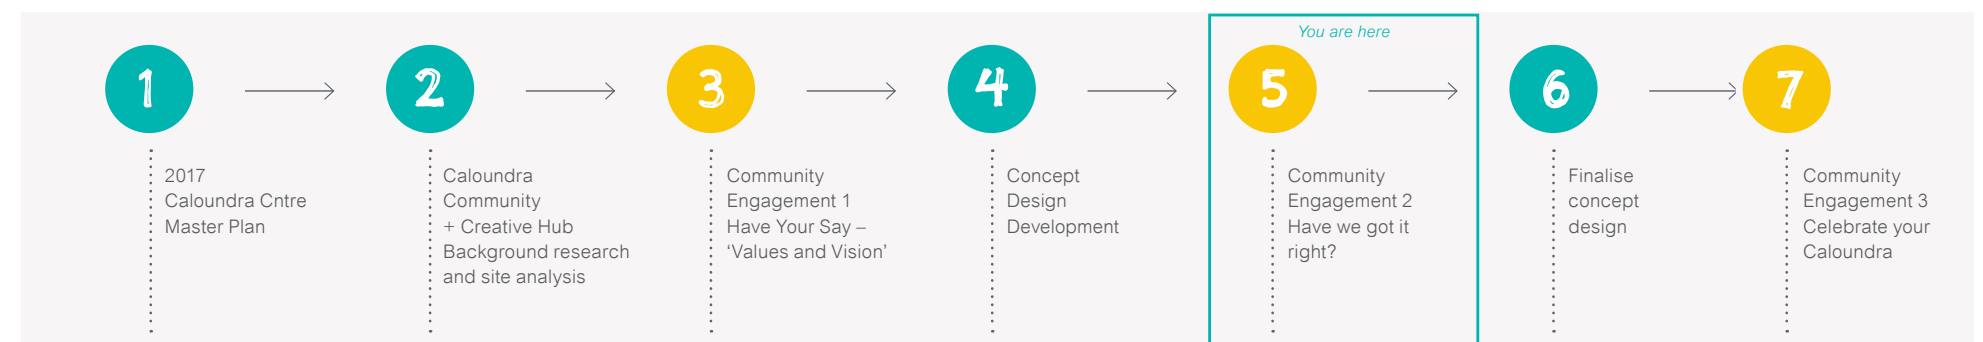 You are here
1
2017
Caloundra Cntre
Master Plan
2
Caloundra
Community
+ Creative Hub
Background research
and site analysis
3
Community
Engagement 1
Have Your Say –
‘Values and Vision’
4
Concept
Design
Development
5
Community
Engagement 2
Have we got it
right?
6
Finalise
concept
design
7
Community
Engagement 3
Celebrate your
Caloundra